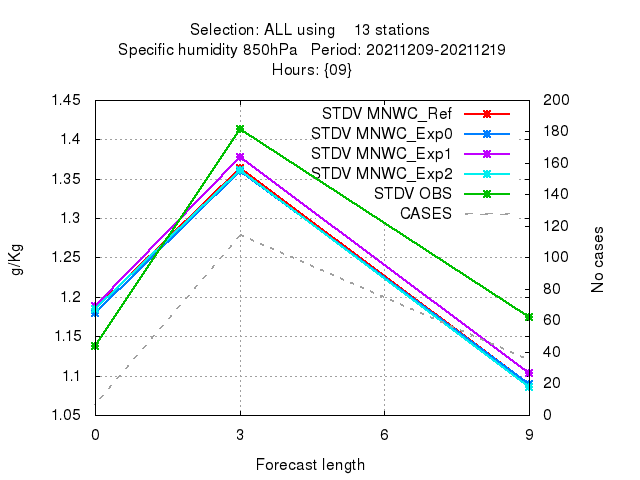 Selection: ALL using    13 stations
Specific humidity 850hPa   Period: 20211209-20211219
Hours: {09}
STDV MNWC_Ref
STDV MNWC_Exp0
STDV MNWC_Exp1
STDV MNWC_Exp2
STDV OBS
CASES
1.45
1.4
1.35
1.3
1.25
1.2
1.15
1.1
1.05
200
180
160
140
120
100
80
60
40
20
0
g/Kg
No cases
0
3
6
9
Forecast length